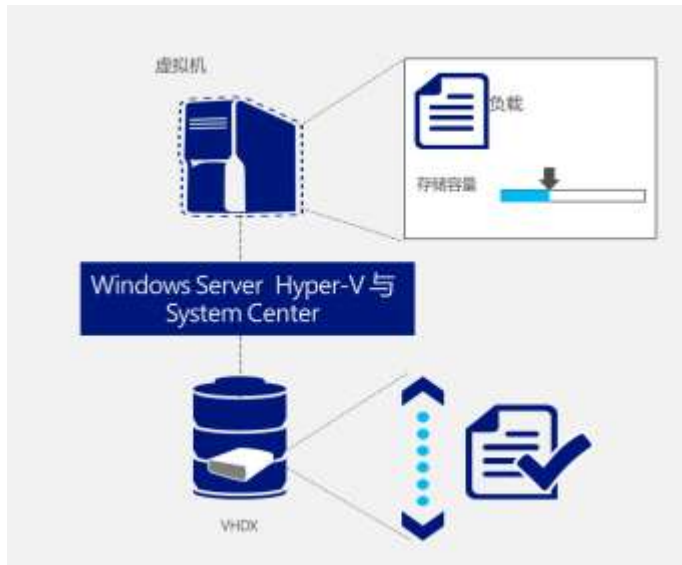 虚拟机
负载
存储容量
Windows Server Hyper-V 与
System Center
VHDX